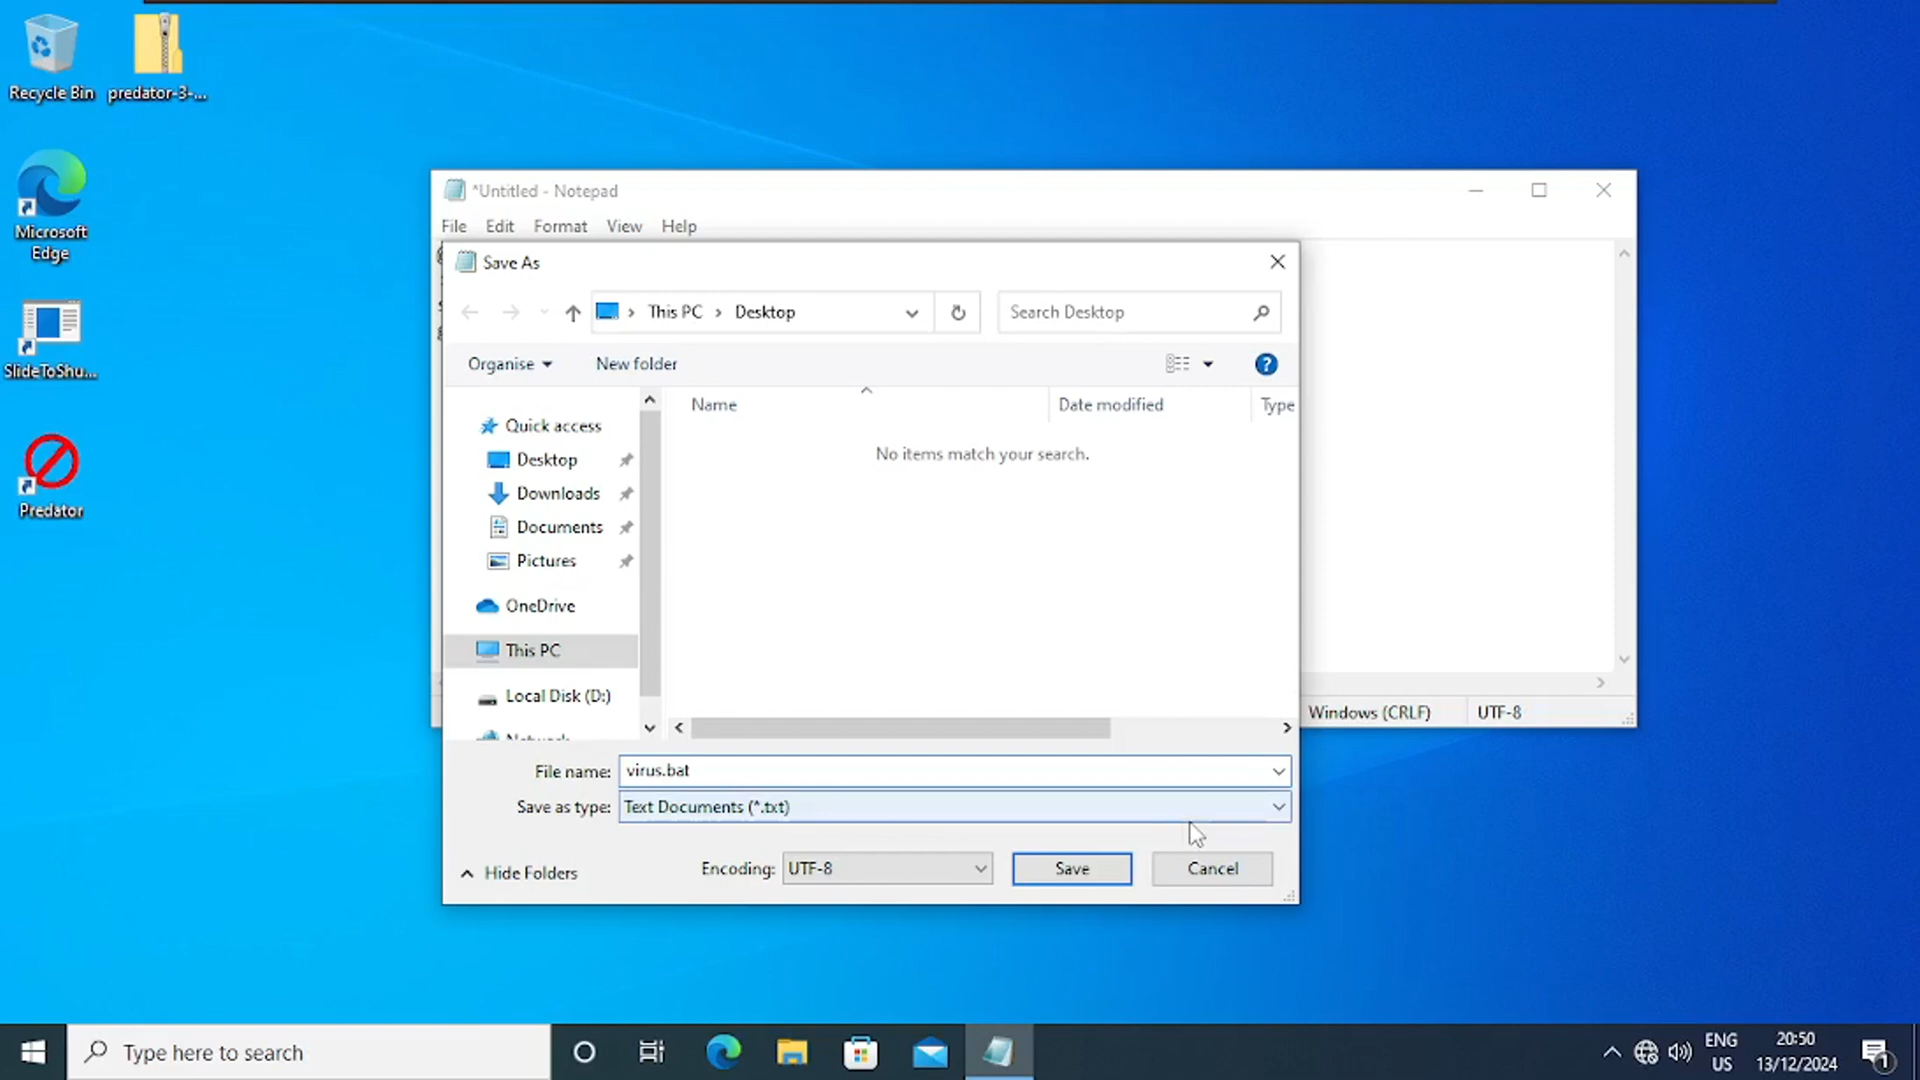 Recycle Bin
predator-3-...
Microsoft
Edge
SlideToShu...
Predator
*Untitled - Notepad
File Edit Format View Help
Save As
This PC > Desktop
Search Desktop
Organise
New folder
Name
Date modified
Type
No items match your search.
Quick access
Desktop
Downloads
Documents
Pictures
OneDrive
This PC
Local Disk (D:)
Network
File name: virus.bat
Save as type: Text Documents (*.txt)
Hide Folders
Encoding: UTF-8
Save
Cancel
Windows (CRLF)
UTF-8
Type here to search
ENG
US
20:50
13/12/2024
1